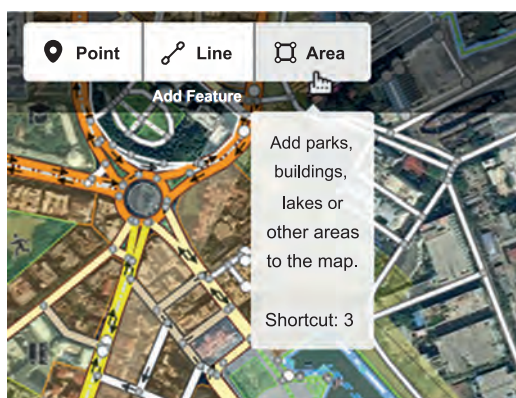 Point Line Area
Add Feature
Add parks,
buildings,
lakes or
other areas
to the map.
Shortcut: 3